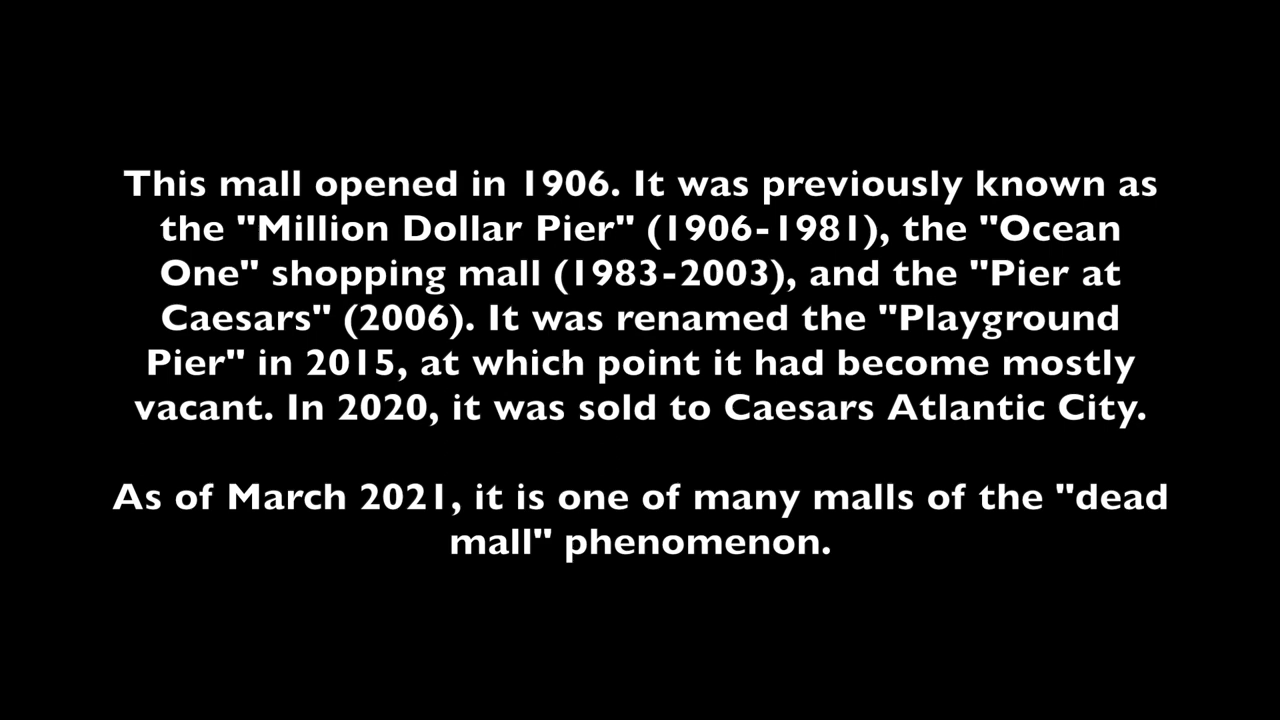 This mall opened in 1906. It was previously known as
the "Million Dollar Pier" (1906-1981), the "Ocean
One" shopping mall (1983-2003), and the "Pier at
Caesars" (2006). It was renamed the "Playground
Pier" in 2015, at which point it had become mostly
vacant. In 2020, it was sold to Caesars Atlantic City.
As of March 2021, it is one of many malls of the "dead
mall" phenomenon.